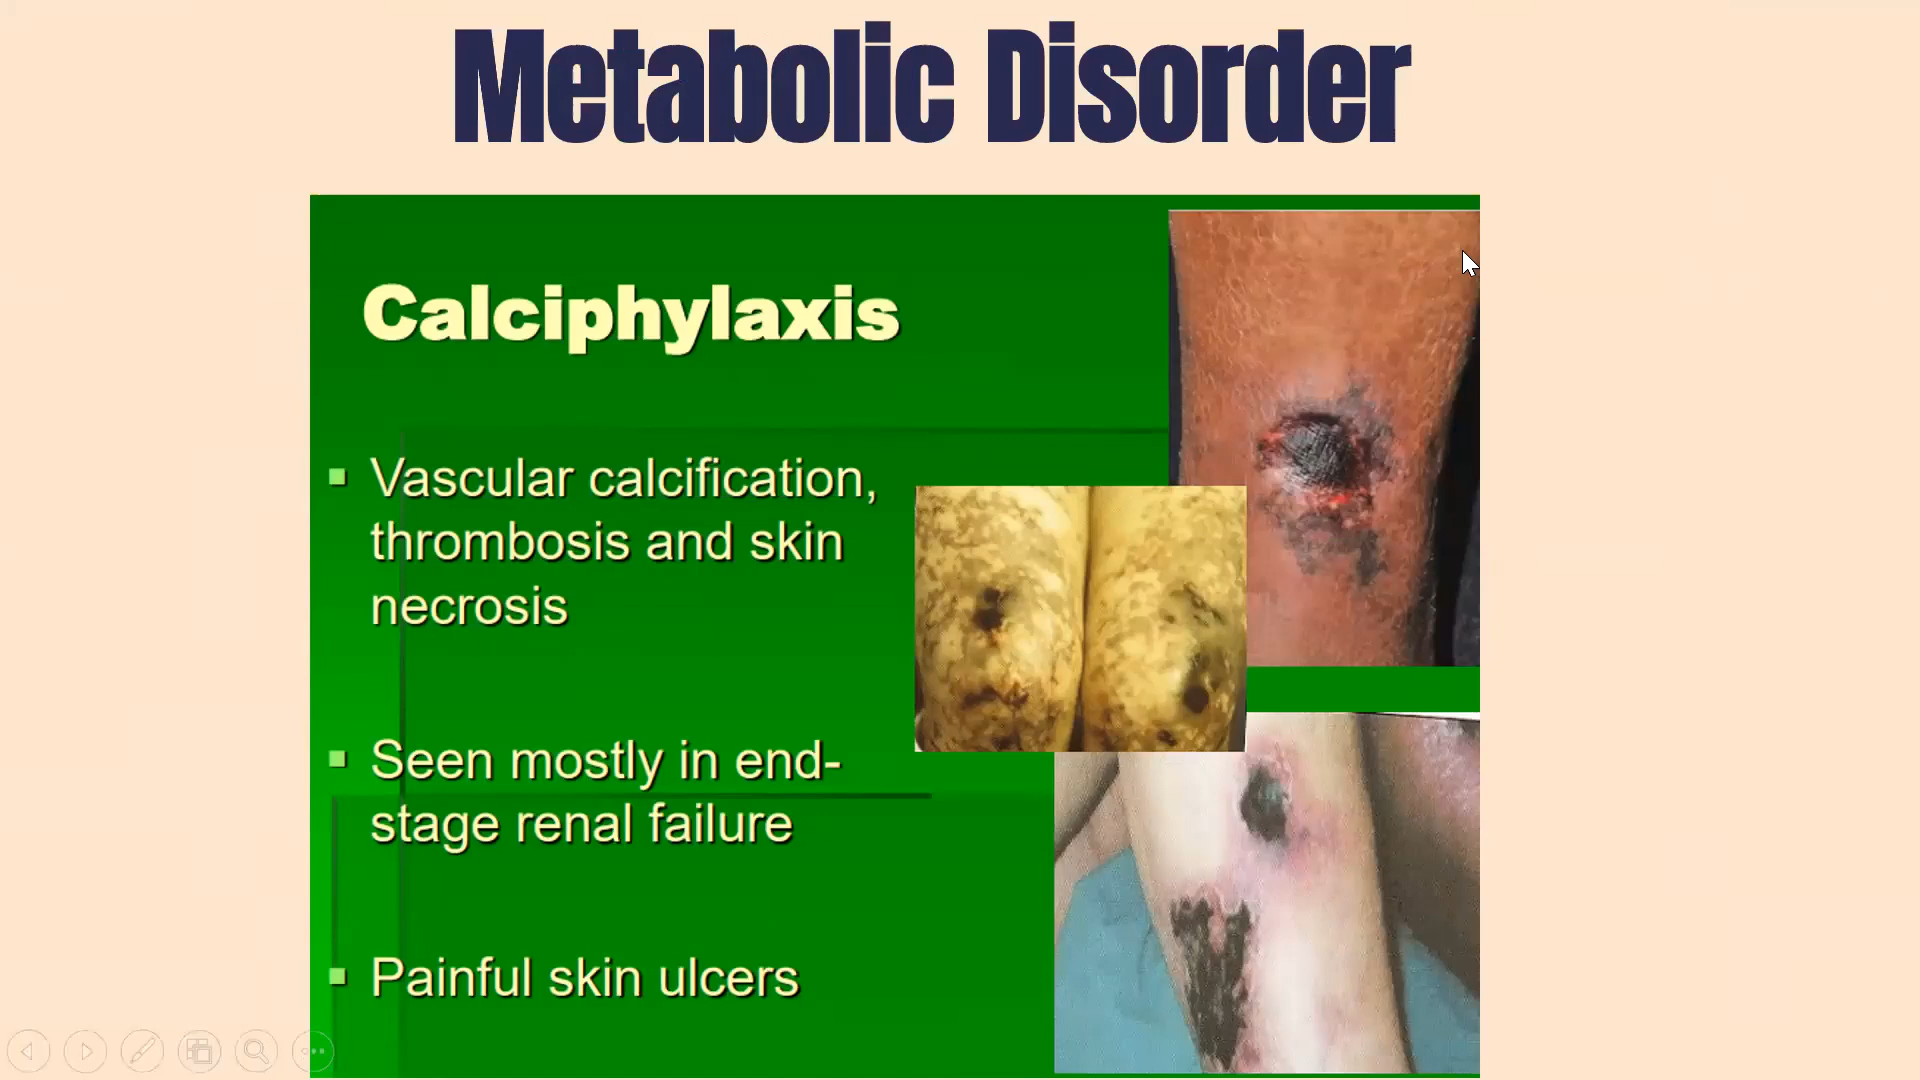 Metabolic Disorder
Calciphylaxis
Vascular calcification,
thrombosis and skin
necrosis
Seen mostly in end-
stage renal failure
Painful skin ulcers